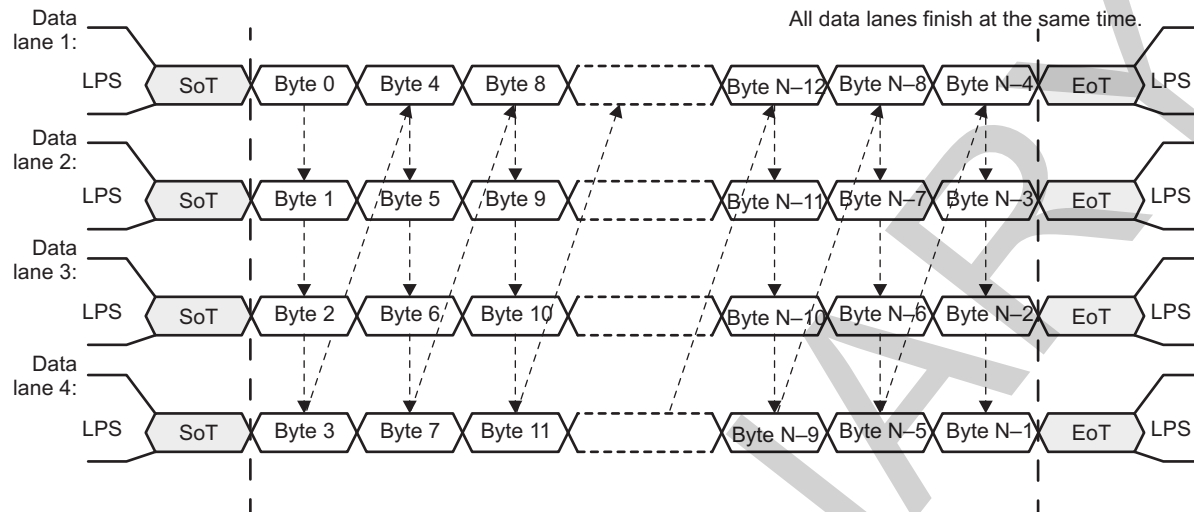 All data lanes finish at the same time.
Data
lane 1:
LPS SoT Byte 0 Byte 4 Byte 8 Byte N–12 Byte N–8 Byte N–4 EoT LPS
Data
lane 2:
LPS SoT Byte 1 Byte 5 Byte 9 Byte N–11 Byte N–7 Byte N–3 EoT LPS
Data
lane 3:
LPS SoT Byte 2 Byte 6 Byte 10 Byte N–10 Byte N–6 Byte N–2 EoT LPS
Data
lane 4:
LPS SoT Byte 3 Byte 7 Byte 11 Byte N–9 Byte N–5 Byte N–1 EoT LPS